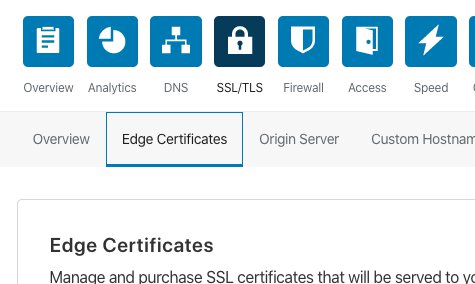 Overview Analytics DNS SSL/TLS Firewall Access Speed
Overview Edge Certificates Origin Server Custom Hostnam
Edge Certificates
Manage and purchase SSL certificates that will be served to yo